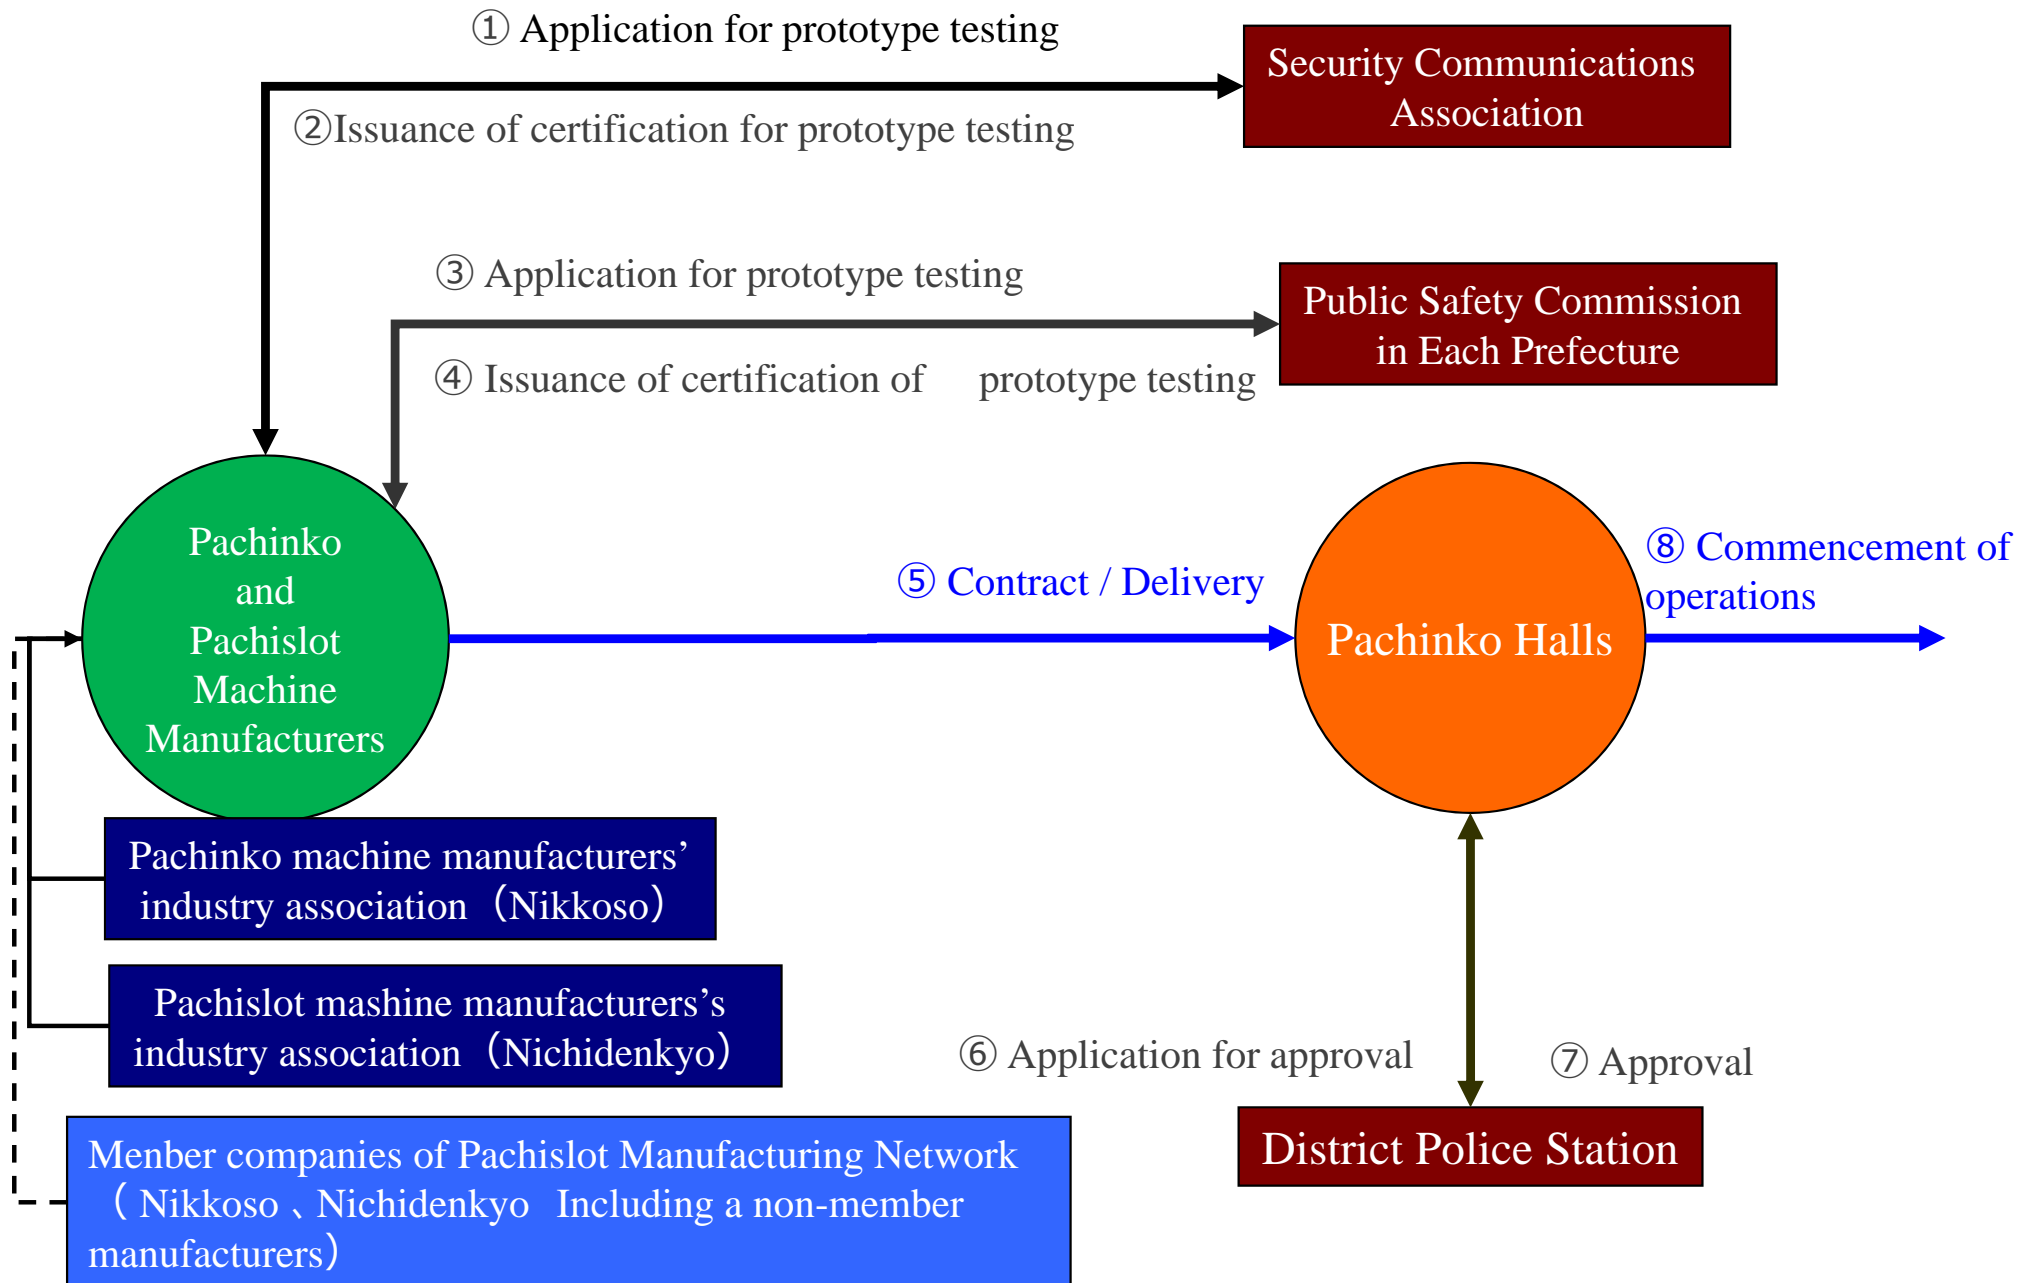 ① Application for prototype testing
Security Communications
Association
②Issuance of certification for prototype testing
③ Application for prototype testing
Public Safety Commission
in Each Prefecture
④ Issuance of certification of prototype testing
Pachinko
and
Pachislot
Machine
Manufacturers
⑤ Contract / Delivery
Pachinko Halls
⑧ Commencement of
operations
Pachinko machine manufacturers’
industry association（Nikkoso）
Pachislot mashine manufacturers’s
industry association（Nichidenkyo）
⑥ Application for approval
⑦ Approval
District Police Station
Menber companies of Pachislot Manufacturing Network
（ Nikkoso 、Nichidenkyo Including a non-member
manufacturers）